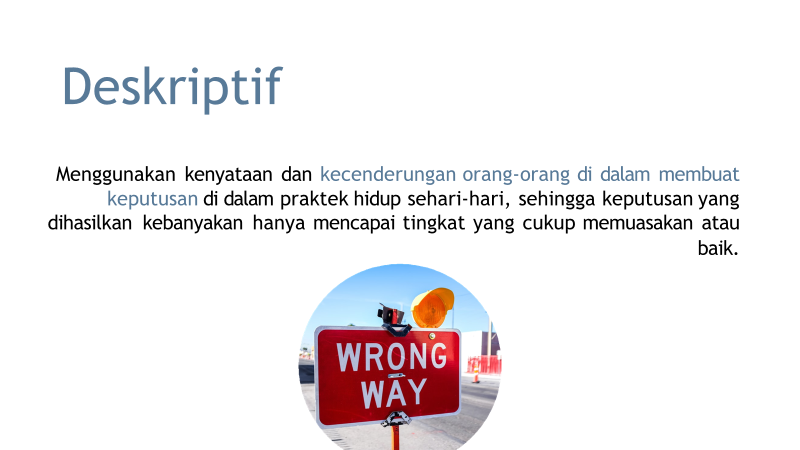 Deskriptif
Menggunakan kenyataan dan kecenderungan orang-orang di dalam membuat
keputusan di dalam praktek hidup sehari-hari, sehingga keputusan yang
dihasilkan kebanyakan hanya mencapai tingkat yang cukup memuasakan atau
baik.
WRONG
WAY